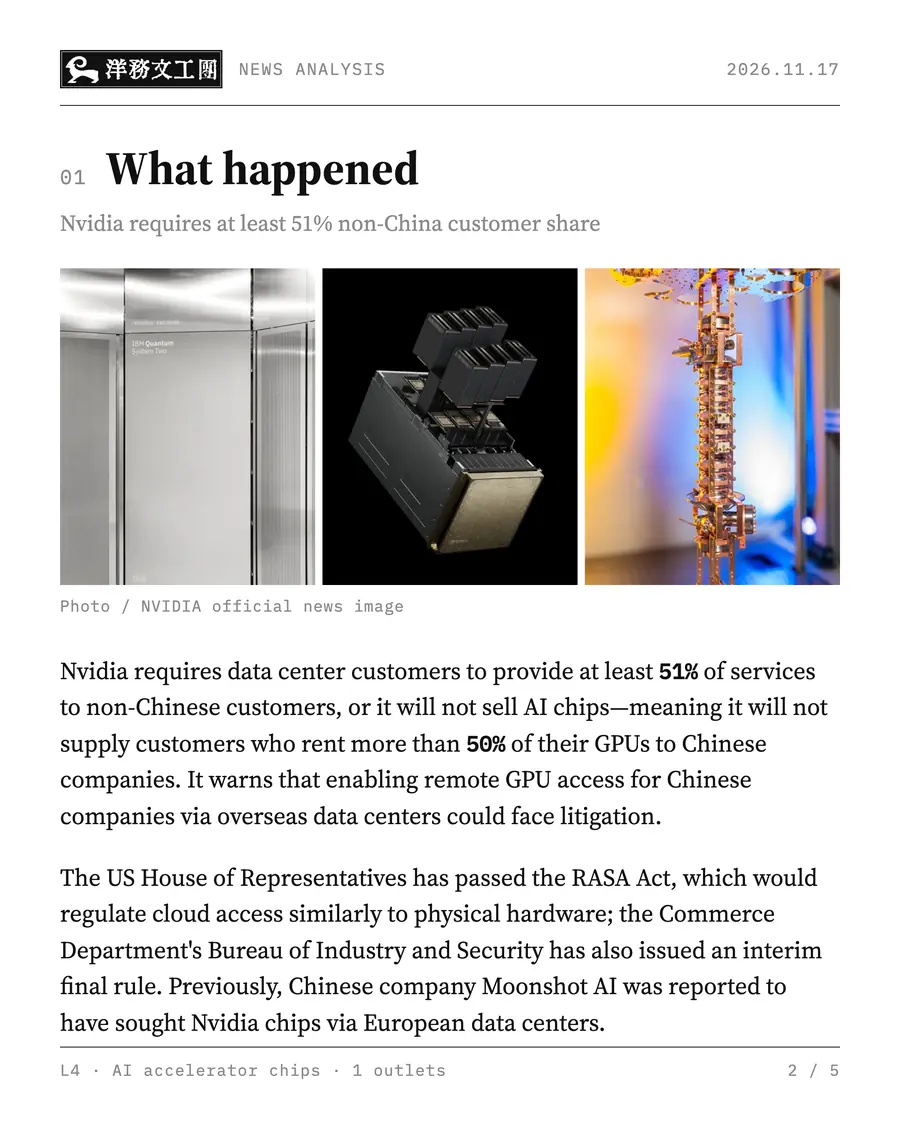 洋務文工團 NEWS ANALYSIS 2026.11.17
01 What happened
Nvidia requires at least 51% non-China customer share
IBM Quantum
System Two
Photo / NVIDIA official news image
Nvidia requires data center customers to provide at least 51% of services
to non-Chinese customers, or it will not sell AI chips—meaning it will not
supply customers who rent more than 50% of their GPUs to Chinese
companies. It warns that enabling remote GPU access for Chinese
companies via overseas data centers could face litigation.
The US House of Representatives has passed the RASA Act, which would
regulate cloud access similarly to physical hardware; the Commerce
Department's Bureau of Industry and Security has also issued an interim
final rule. Previously, Chinese company Moonshot AI was reported to
have sought Nvidia chips via European data centers.
L4 · AI accelerator chips · 1 outlets 2 / 5